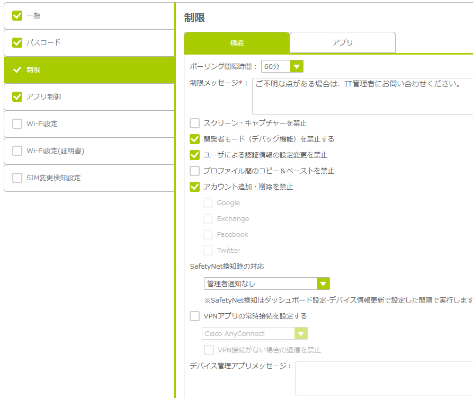 一般
パスコード
制限
アプリ制御
Wi-Fi設定
Wi-Fi設定(証明書)
SIM変更検知設定
制限
機能
アプリ
ポーリング間隔時間：
60分
制限メッセージ*：
ご不明な点がある場合は、IT管理者にお問い合わせください。
スクリーン・キャプチャーを禁止
開発者モード（デバッグ機能）を禁止する
ユーザによる認証情報の設定変更を禁止
プロファイル間のコピー＆ペーストを禁止
アカウント追加・削除を禁止
Google
Exchange
Facebook
Twitter
SafetyNet検知時の対応
管理者通知なし
※SafetyNet検知はダッシュボード設定-デバイス情報更新で設定した間隔で実行します
VPNアプリの常時接続を設定する
Cisco AnyConnect
VPN接続がない場合の通信を禁止
デバイス管理アプリメッセージ：